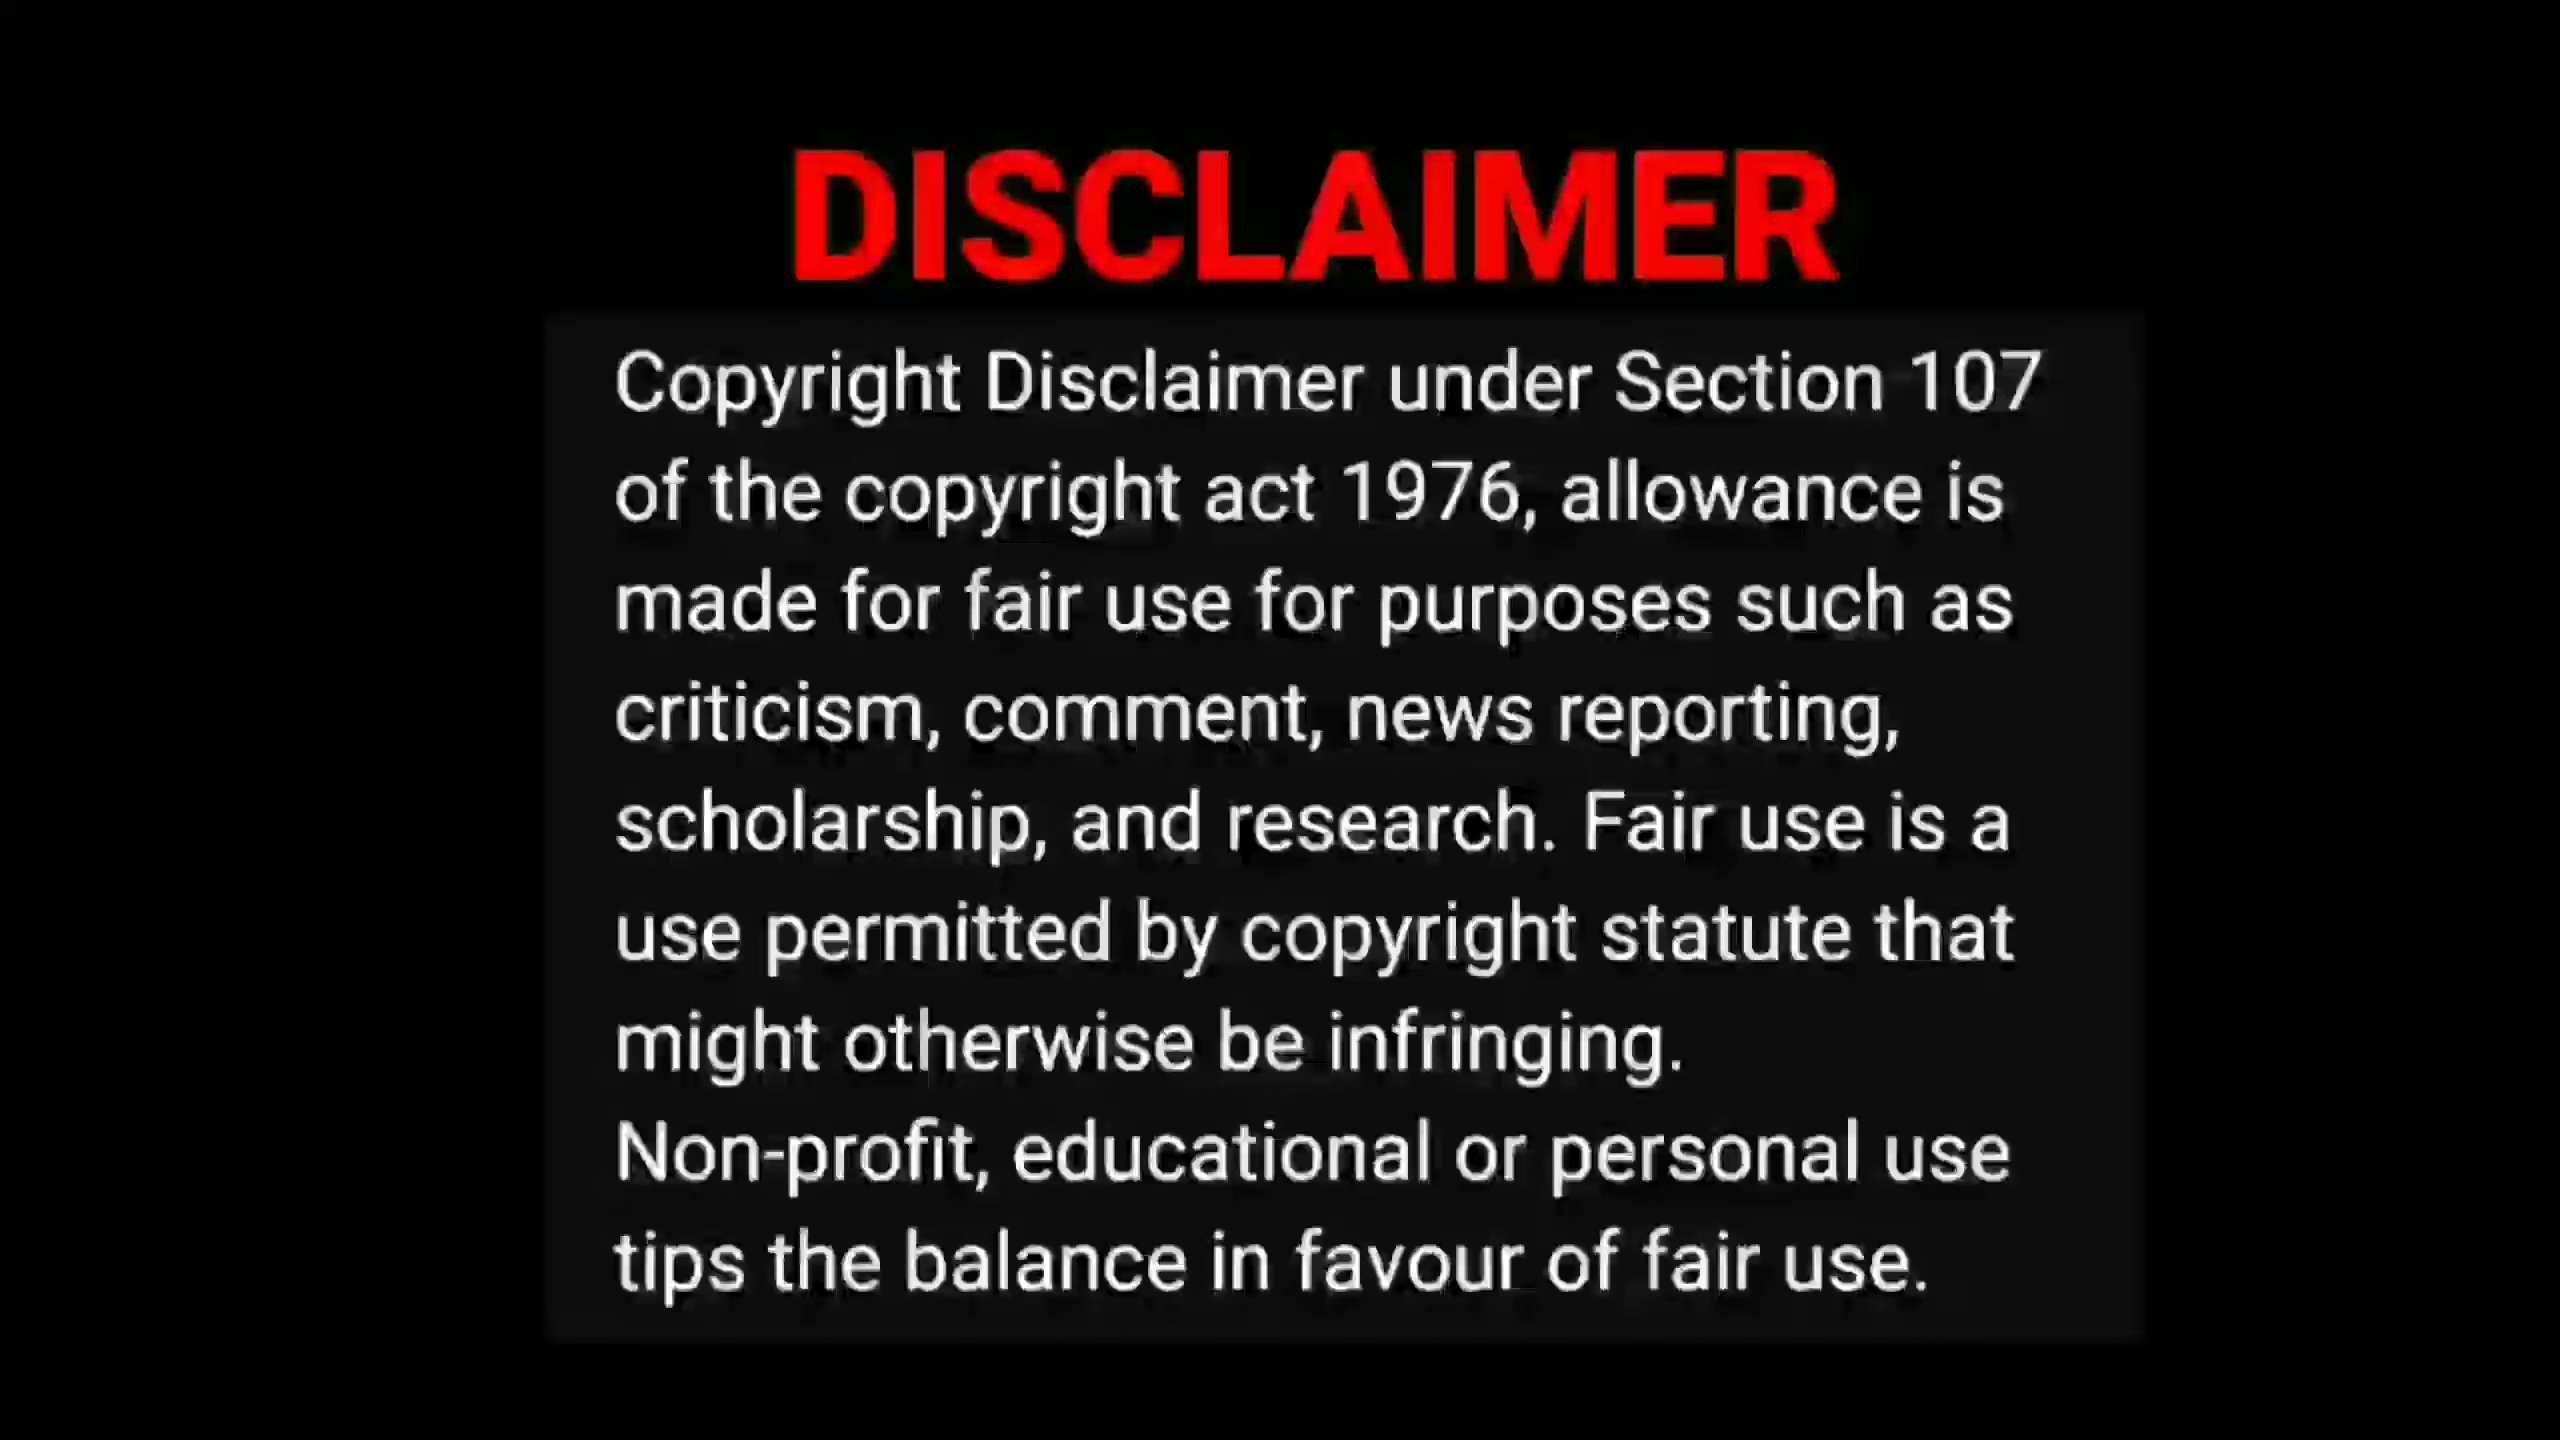 DISCLAIMER
Copyright Disclaimer under Section 107
of the copyright act 1976, allowance is
made for fair use for purposes such as
criticism, comment, news reporting,
scholarship, and research. Fair use is a
use permitted by copyright statute that
might otherwise be infringing.
Non-profit, educational or personal use
tips the balance in favour of fair use.